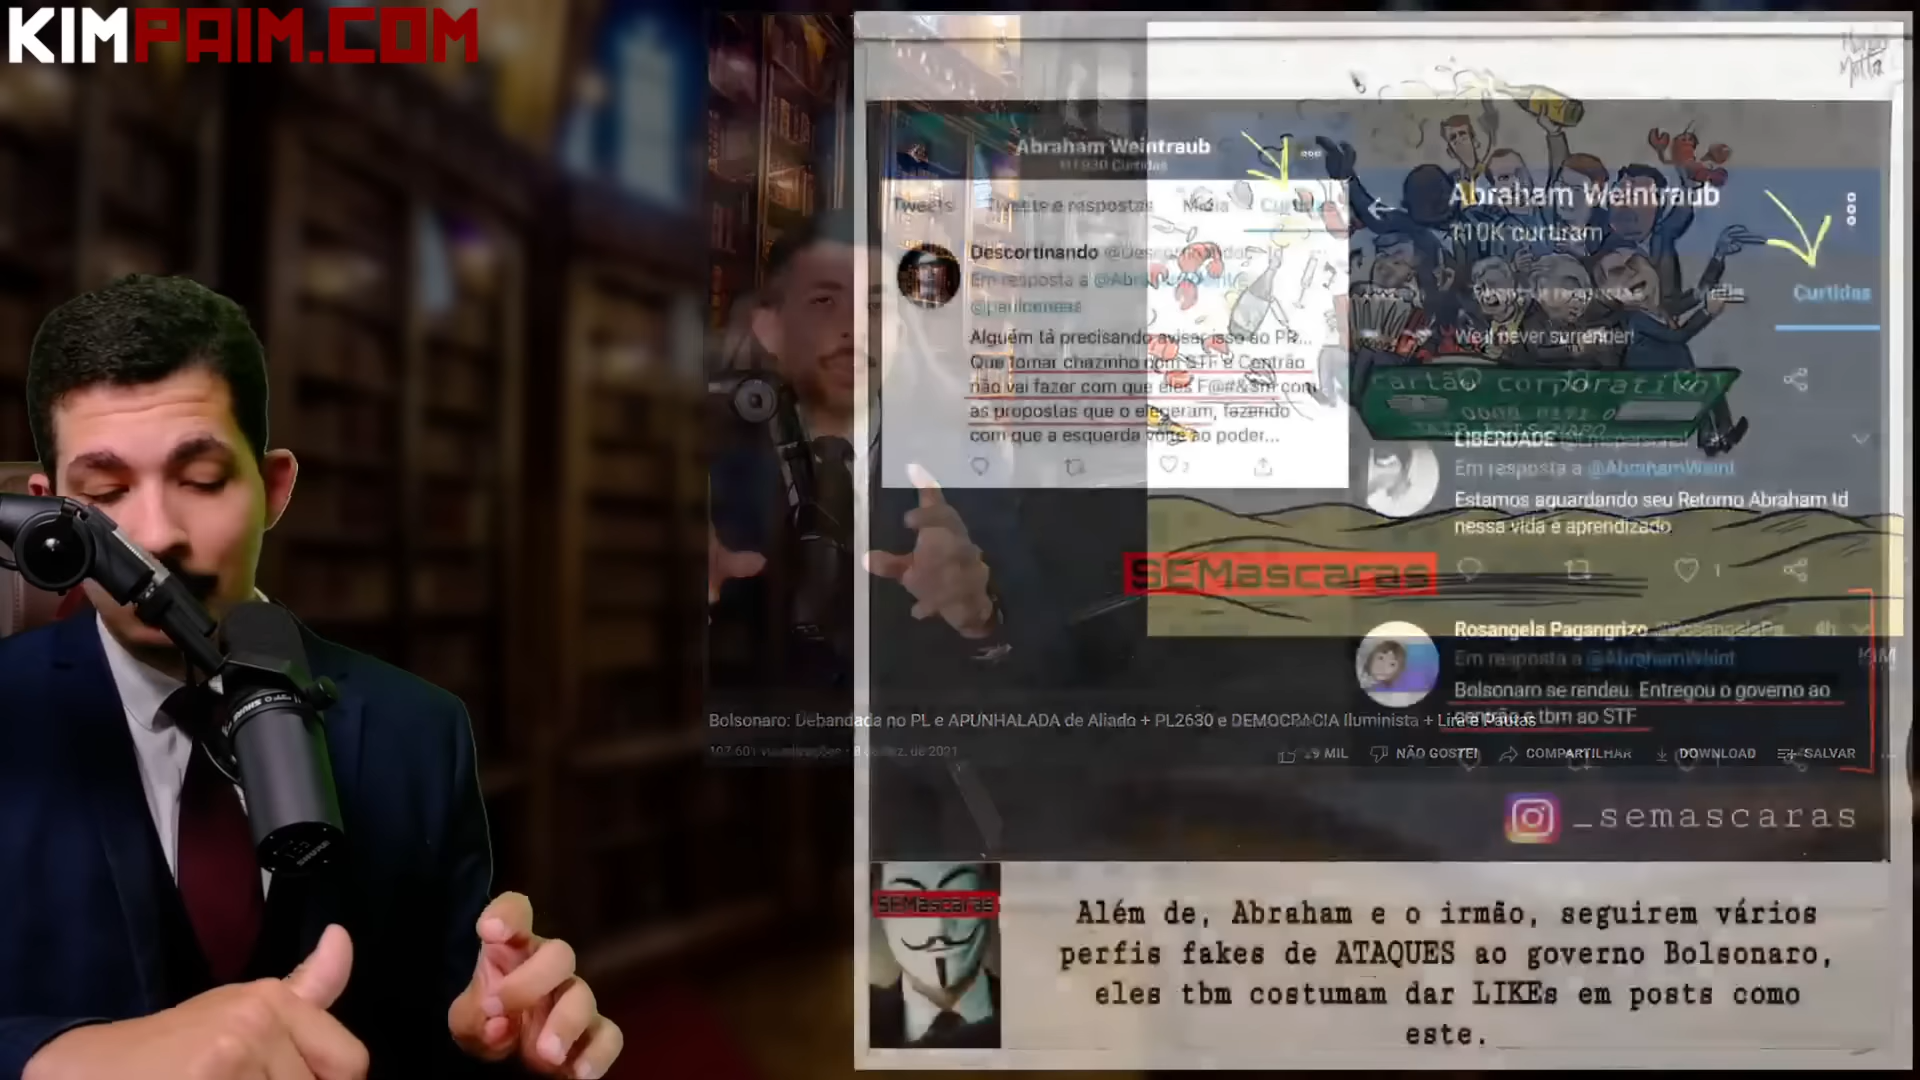 KIMPAIM.COM
Abraham Weintraub
Tweets
Tweets e respostas
Mídia
Descortinando
Em resposta a
Alguém tá precisando avisar isso ao PR...
Que tomar chazinho com STF e Centrão
não vai fazer com que eles F@#&$m com
as propostas que o elegeram, fazendo
com que a esquerda volte ao poder...
2
SEMascaras
Abraham Weintraub
110K curtiram
Curtidas
We'll never surrender!
cartão corporativo
LIBERDADE
Em resposta a @AbrahamWeint
Estamos aguardando seu Retorno Abraham td
nessa vida é aprendizado.
1
Rosangela Pagangrizo
4h
Em resposta a @AbrahamWeint
KIM
Bolsonaro se rendeu. Entregou o governo ao
tbm ao STF
Bolsonaro: Debandada no PL e APUNHALADA de Aliado + PL2630 e DEMOCRACIA Iluminista + Lira e Pautas
de 2021
NÃO GOSTEI
COMPARTILHAR
DOWNLOAD
SALVAR
_semascaras
SEMascaras
Além de, Abraham e o irmão, seguirem vários
perfis fakes de ATAQUES ao governo Bolsonaro,
eles tbm costumam dar LIKEs em posts como
este.